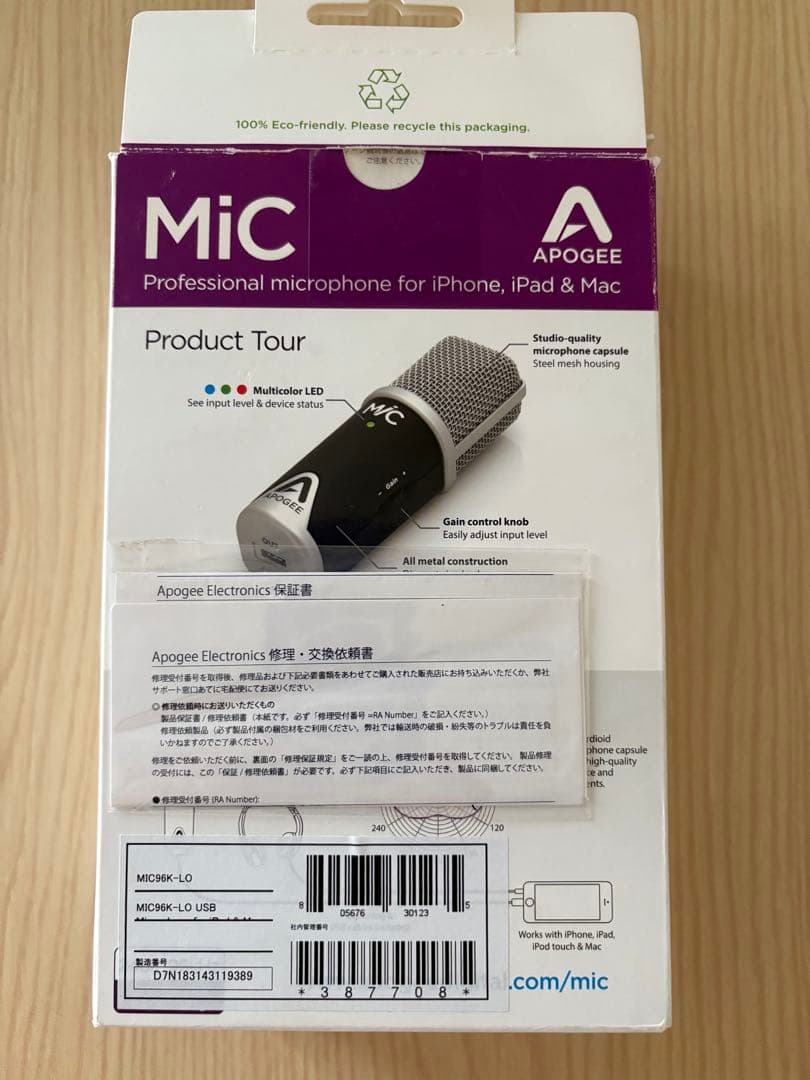 100% Eco-friendly. Please recycle this packaging.
ご注意ください。
MiC
APOGEE
Professional microphone for iPhone, iPad & Mac
Product Tour
Studio-quality
microphone capsule
Steel mesh housing
Multicolor LED
See input level & device status
MiC
- Gain +
APOGEE
OUT
Gain control knob
Easily adjust input level
All metal construction
Apogee Electronics 保証書
Apogee Electronics 修理・交換依頼書
修理受付番号を取得後、修理品および下記必要書類をあわせてご購入された販売店にお持ち込みいただくか、弊社
サポート窓口あてに宅配便にてお送りください。
◎修理依頼時にお送りいただくもの
製品保証書 / 修理依頼書(本紙です。必ず「修理受付番号 =RA Number」をご記入ください。)
修理依頼製品(必ず製品付属の梱包材をご利用ください。弊社では輸送時の破損・紛失等のトラブルは責任を負
いかねますのでご了承ください。)
修理をご依頼いただく前に、裏面の「修理保証規定」をご一読の上、修理受付番号を取得してください。製品修理
の受付には、この「保証 / 修理依頼書」が必要です。必ず下記項目にご記入いただき、製品に同梱してください。
●修理受付番号 (RA Number):
rdioid
phone capsule
high-quality
ce and
ents.
240
120
MIC96K-LO
MIC96K-LO USB
8 05676 30123 5
社内管理番号
製造番号
D7N183143119389
*387708*
Works with iPhone, iPad,
iPod touch & Mac
.com/mic